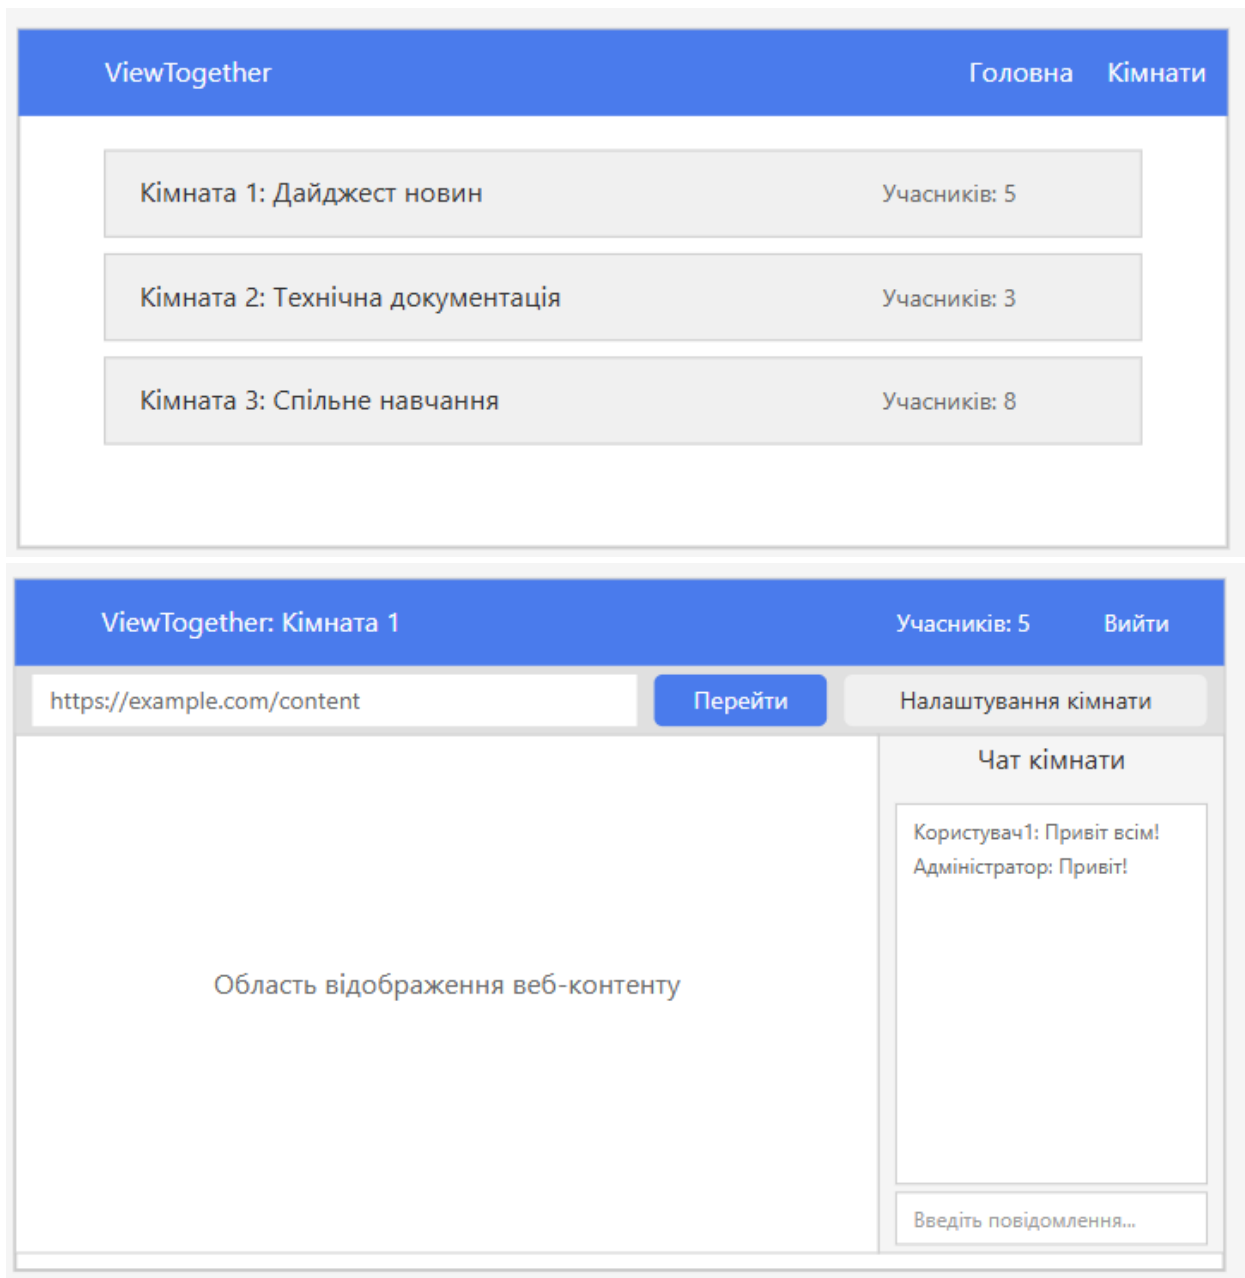 ViewTogether Головна Кімнати
Кімната 1: Дайджест новин Учасників: 5
Кімната 2: Технічна документація Учасників: 3
Кімната 3: Спільне навчання Учасників: 8
ViewTogether: Кімната 1 Учасників: 5 Вийти
https://example.com/content Перейти Налаштування кімнати
Чат кімнати
Користувач1: Привіт всім!
Адміністратор: Привіт!
Область відображення веб-контенту
Введіть повідомлення...